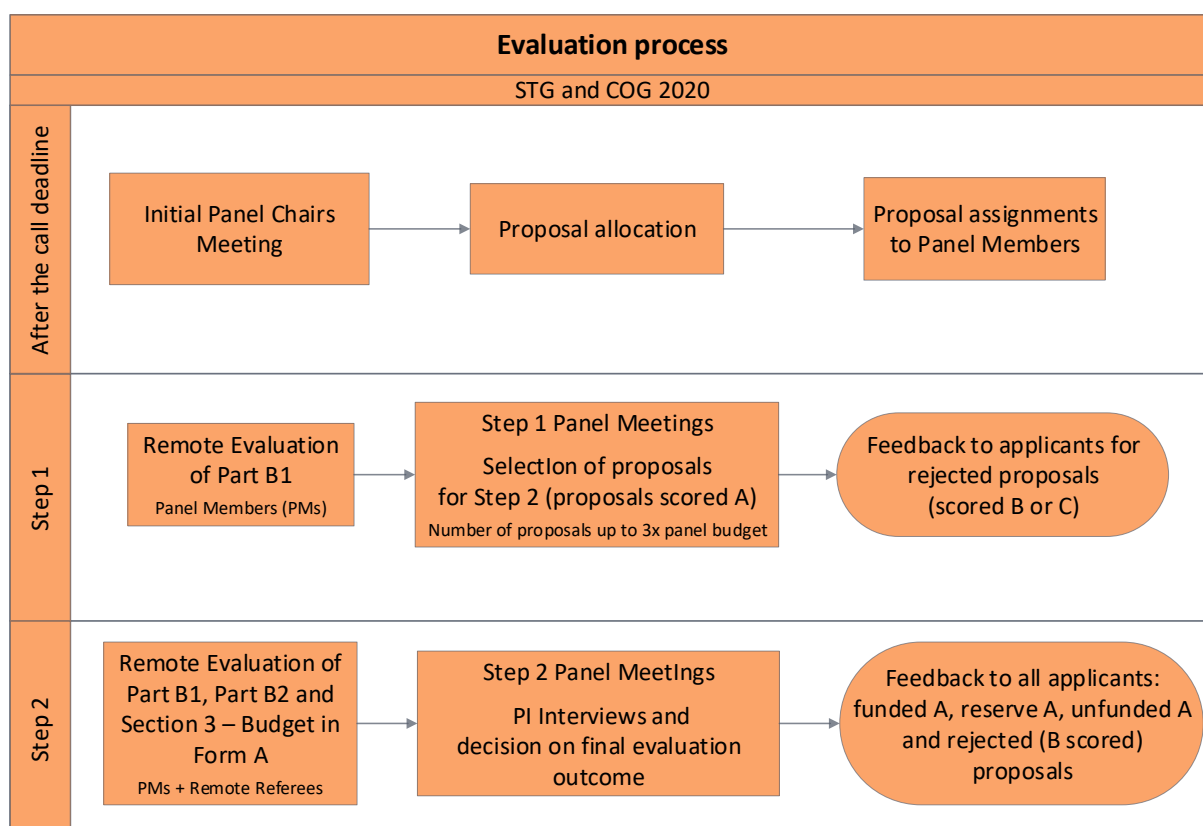 Evaluation process
STG and COG 2020
After the call deadline
Initial Panel Chairs
Meeting
Proposal allocation
Proposal assignments
to Panel Members
Step 1
Remote Evaluation
of Part B1
Panel Members (PMs)
Step 1 Panel Meetings
SelectIon of proposals
for Step 2 (proposals scored A)
Number of proposals up to 3x panel budget
Feedback to applicants for
rejected proposals
(scored B or C)
Step 2
Remote Evaluation of
Part B1, Part B2 and
Section 3 – Budget in
Form A
PMs + Remote Referees
Step 2 Panel MeetIngs
PI Interviews and
decision on final evaluation
outcome
Feedback to all applicants:
funded A, reserve A, unfunded A
and rejected (B scored)
proposals